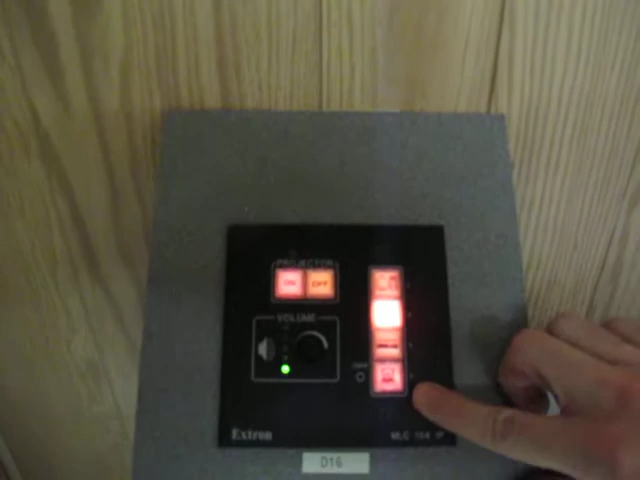 PROJECTOR
ON OFF
VOLUME
Extron
MLC 104 IP
D16